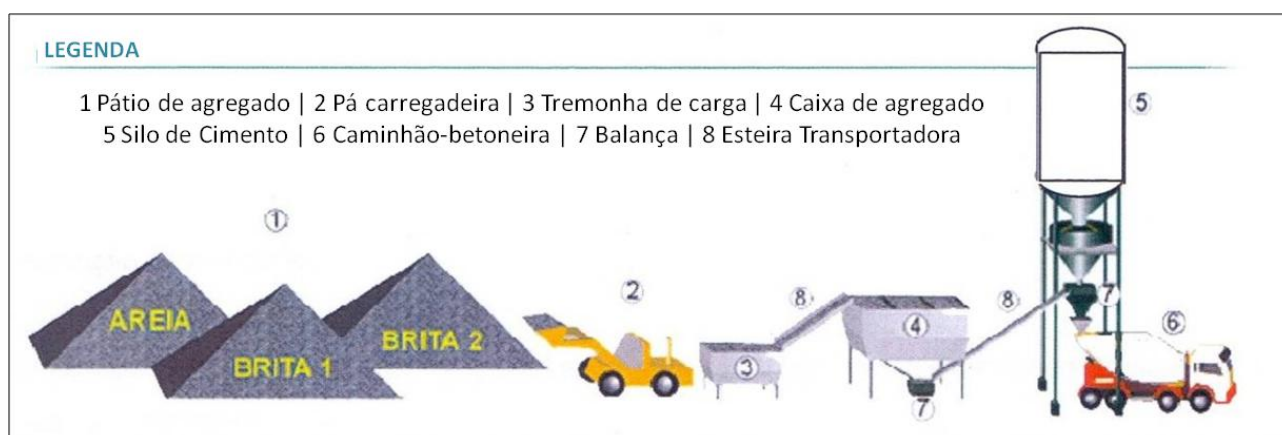 LEGENDA
1 Pátio de agregado | 2 Pá carregadeira | 3 Tremonha de carga | 4 Caixa de agregado
5 Silo de Cimento | 6 Caminhão-betoneira | 7 Balança | 8 Esteira Transportadora
5
1
2
8
8
7
6
AREIA
BRITA 2
4
BRITA 1
3
7